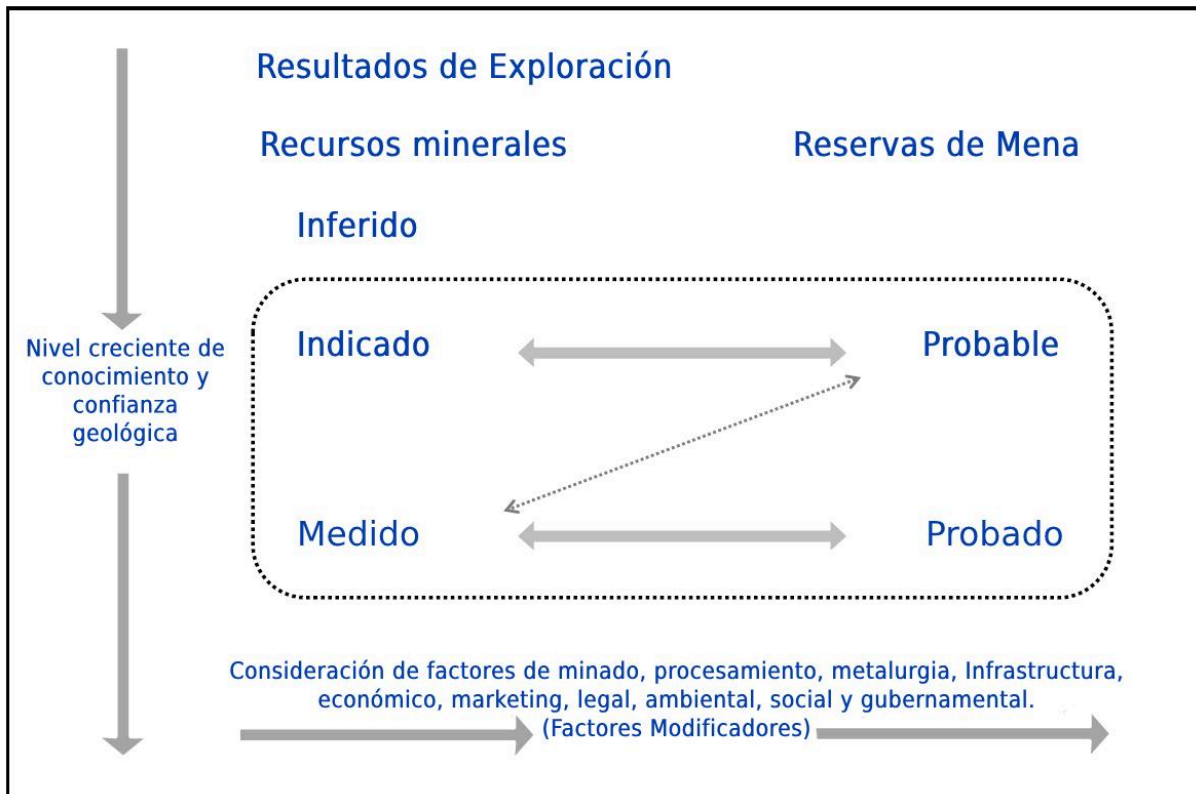 Resultados de Exploración
Recursos minerales
Reservas de Mena
Inferido
Indicado
Probable
Nivel creciente de
conocimiento y
confianza
geológica
Medido
Probado
Consideración de factores de minado, procesamiento, metalurgia, Infrastructura,
económico, marketing, legal, ambiental, social y gubernamental.
(Factores Modificadores)